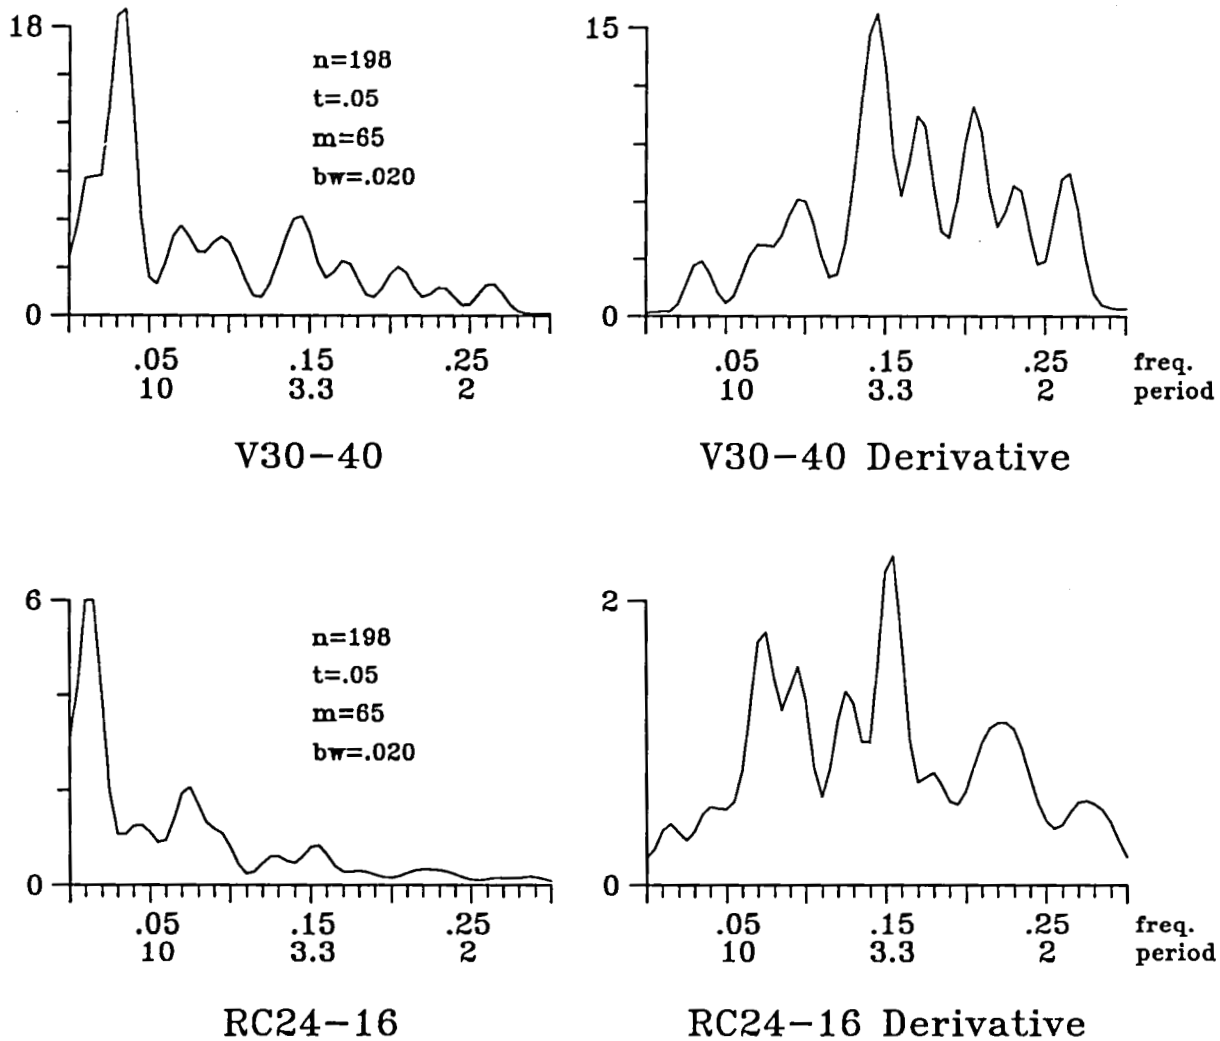 18
n=198
t=.05
m=65
bw=.020
0
.05 .15 .25
10 3.3 2
V30-40
15
0
.05 .15 .25 freq.
10 3.3 2 period
V30-40 Derivative
6
n=198
t=.05
m=65
bw=.020
0
.05 .15 .25
10 3.3 2
RC24-16
2
0
.05 .15 .25 freq.
10 3.3 2 period
RC24-16 Derivative